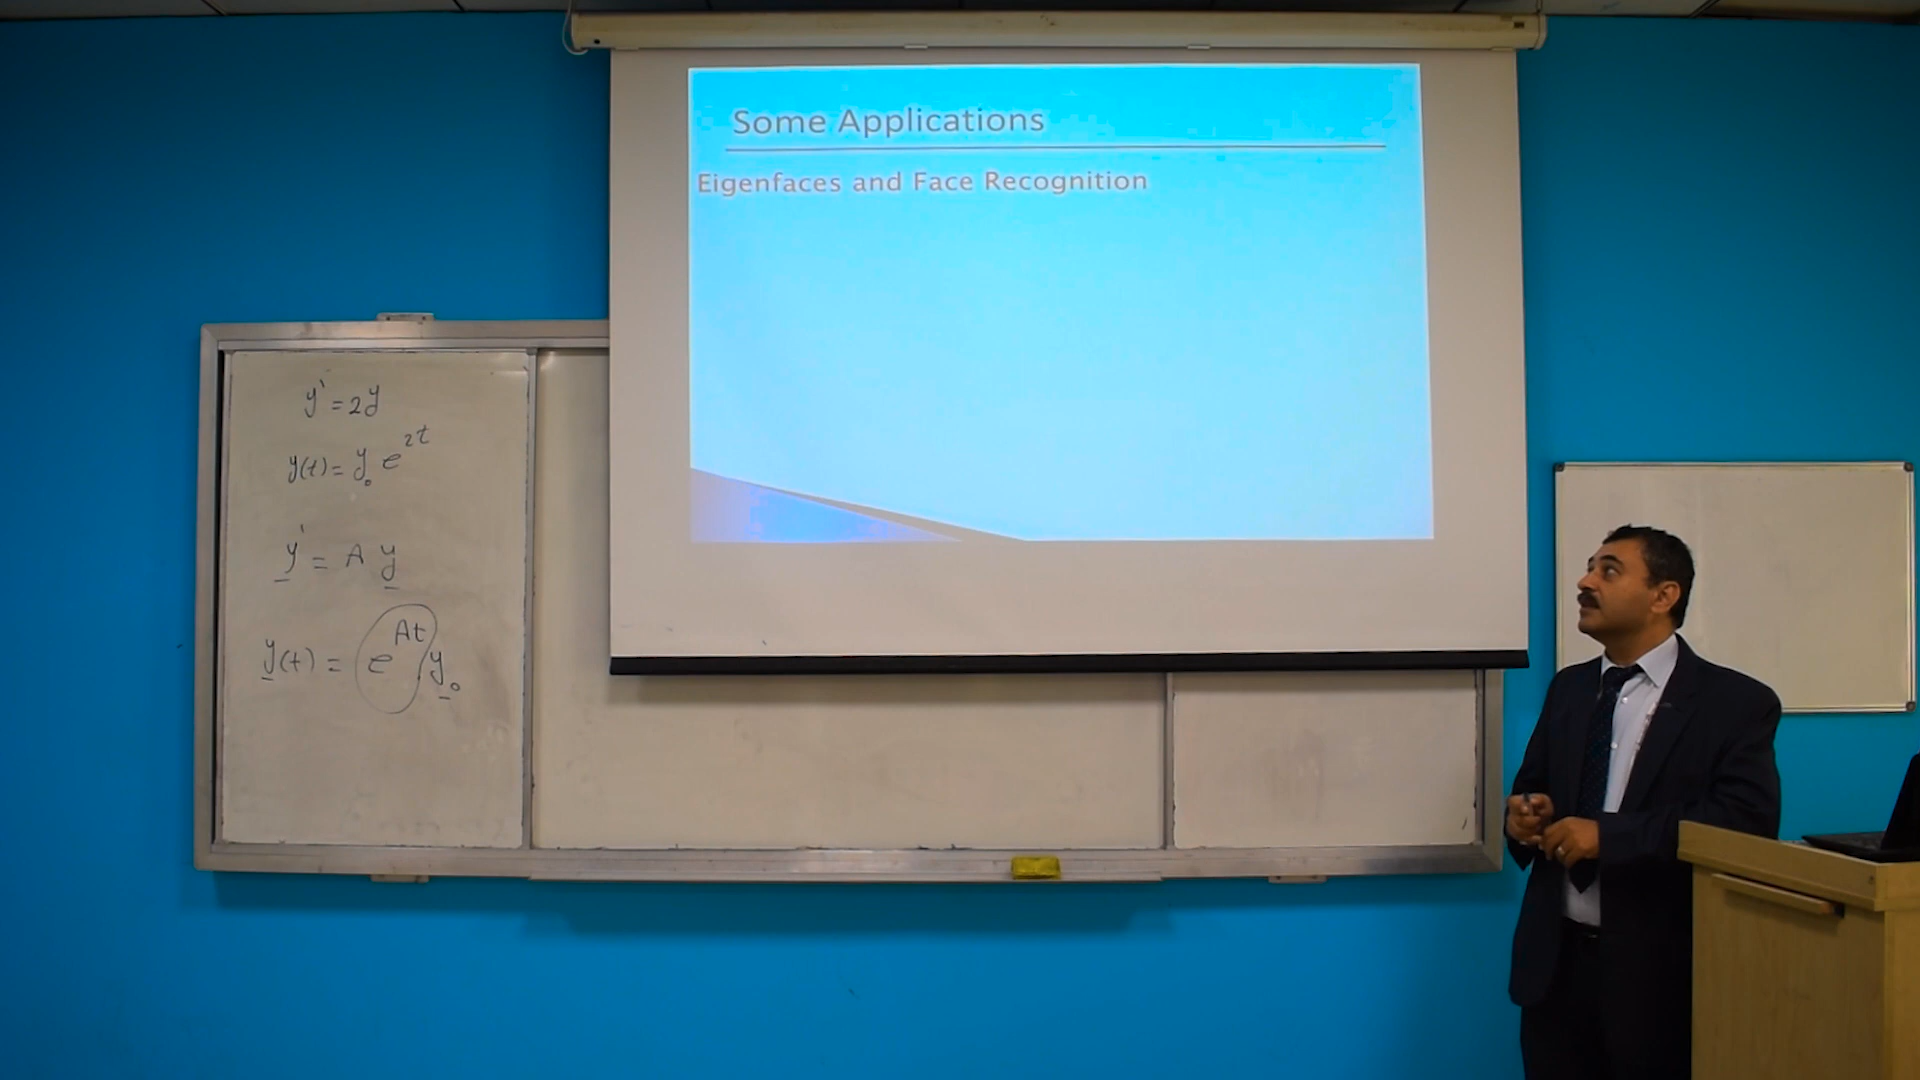 Some Applications
Eigenfaces and Face Recognition
y' = 2y
y(t) = y₀ e^{2t}
y' = A y
y(t) = e^{At} y₀